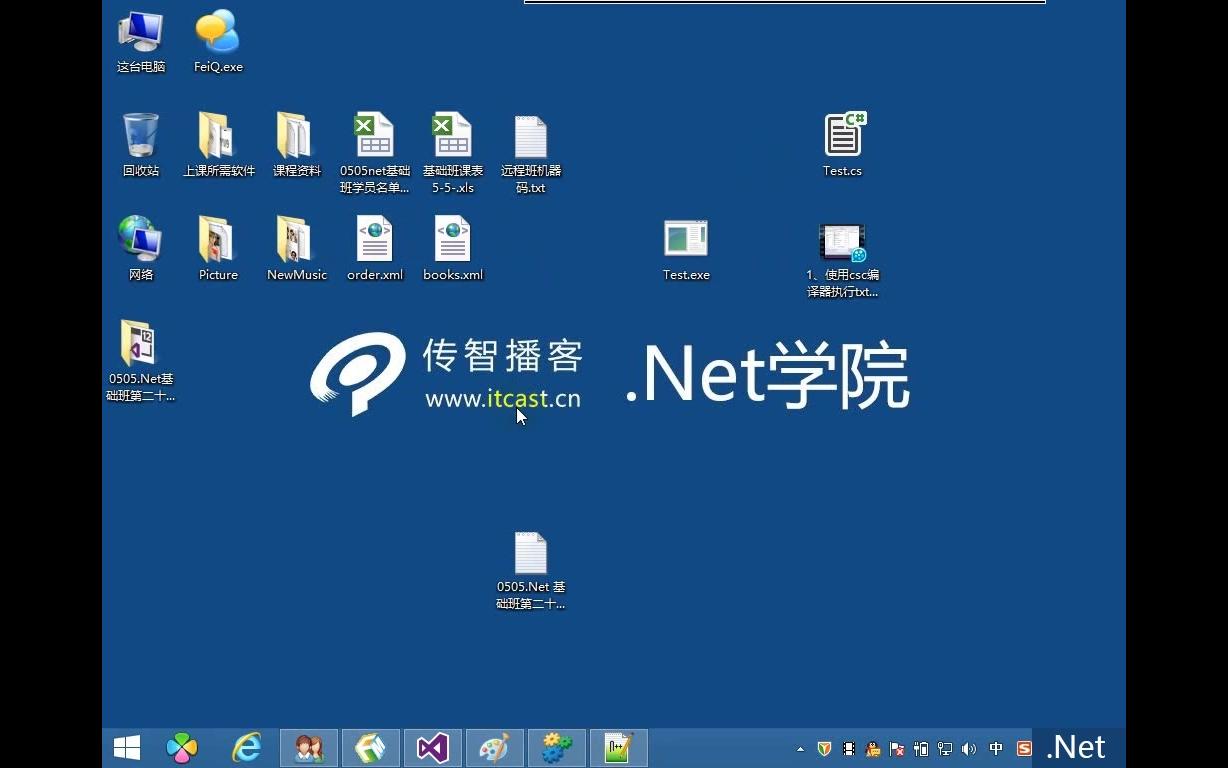 这台电脑
FeiQ.exe
回收站
上课所需软件
课程资料
0505net基础
班学员名单...
基础班课表
5-5-.xls
远程班机器
码.txt
Test.cs
网络
Picture
NewMusic
order.xml
books.xml
Test.exe
1、使用csc编
译器执行txt...
0505.Net基
础班第二十...
传智播客
www.itcast.cn
.Net学院
0505.Net 基
础班第二十...
中
.Net